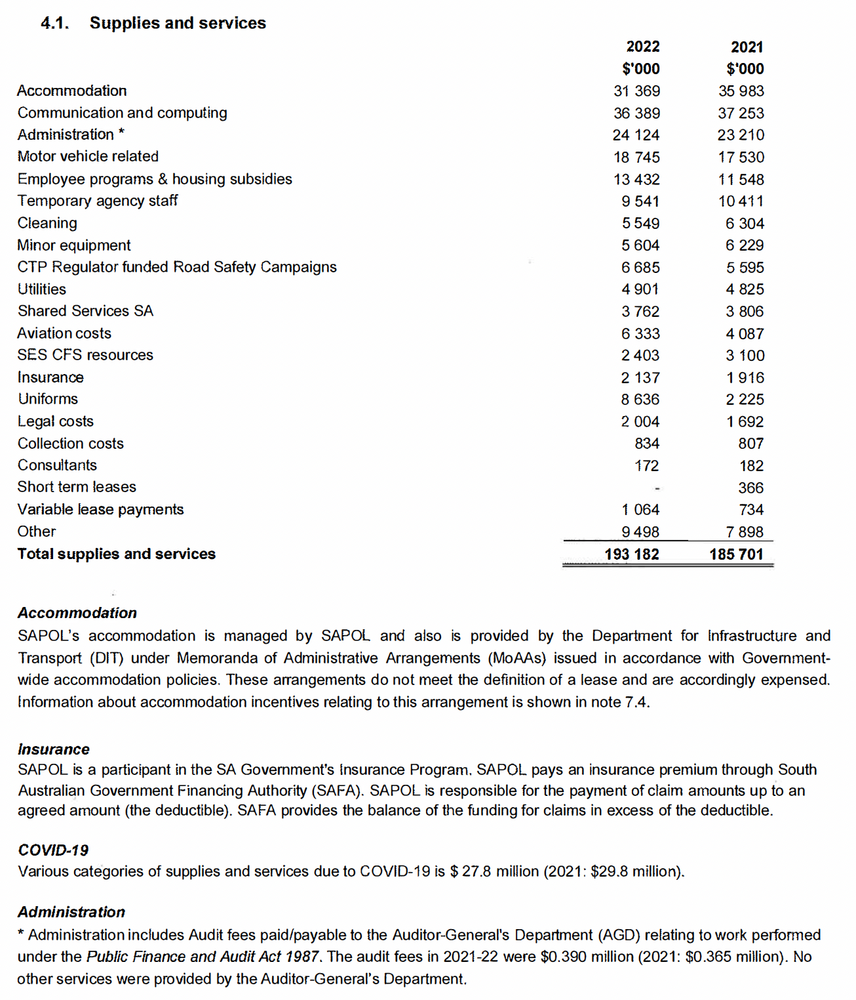 4.1. Supplies and services
2022 2021
$'000 $'000
Accommodation 31 369 35 983
Communication and computing 36 389 37 253
Administration * 24 124 23 210
Motor vehicle related 18 745 17 530
Employee programs & housing subsidies 13 432 11 548
Temporary agency staff 9 541 10 411
Cleaning 5 549 6 304
Minor equipment 5 604 6 229
CTP Regulator funded Road Safety Campaigns 6 685 5 595
Utilities 4 901 4 825
Shared Services SA 3 762 3 806
Aviation costs 6 333 4 087
SES CFS resources 2 403 3 100
Insurance 2 137 1 916
Uniforms 8 636 2 225
Legal costs 2 004 1 692
Collection costs 834 807
Consultants 172 182
Short term leases - 366
Variable lease payments 1 064 734
Other 9 498 7 898
Total supplies and services 193 182 185 701
Accommodation
SAPOL's accommodation is managed by SAPOL and also is provided by the Department for Infrastructure and
Transport (DIT) under Memoranda of Administrative Arrangements (MoAAs) issued in accordance with Government-
wide accommodation policies. These arrangements do not meet the definition of a lease and are accordingly expensed.
Information about accommodation incentives relating to this arrangement is shown in note 7.4.
Insurance
SAPOL is a participant in the SA Government's Insurance Program. SAPOL pays an insurance premium through South
Australian Government Financing Authority (SAFA). SAPOL is responsible for the payment of claim amounts up to an
agreed amount (the deductible). SAFA provides the balance of the funding for claims in excess of the deductible.
COVID-19
Various categories of supplies and services due to COVID-19 is $ 27.8 million (2021: $29.8 million).
Administration
* Administration includes Audit fees paid/payable to the Auditor-General's Department (AGD) relating to work performed
under the Public Finance and Audit Act 1987. The audit fees in 2021-22 were $0.390 million (2021: $0.365 million). No
other services were provided by the Auditor-General's Department.